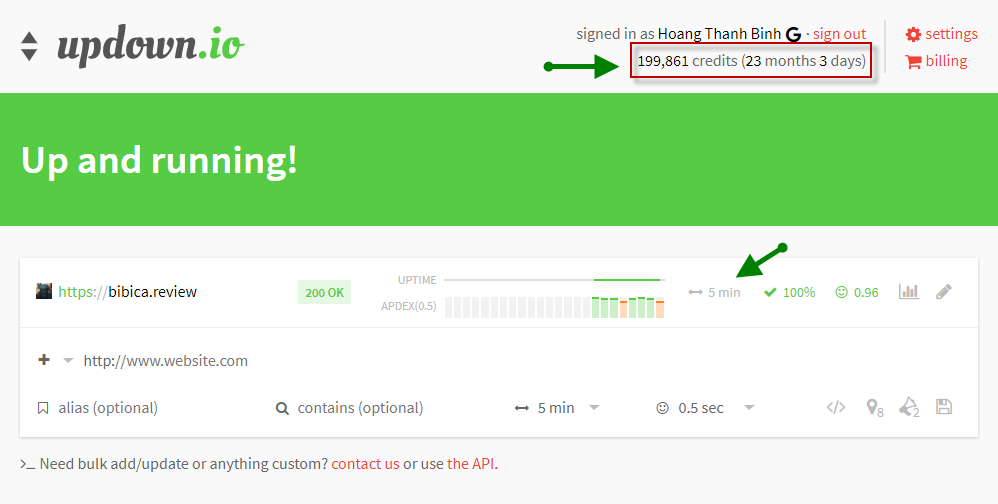 updown.io
signed in as Hoang Thanh Binh G · sign out
199,861 credits (23 months 3 days)
settings
billing
Up and running!
https://bibica.review
200 OK
UPTIME
APDEX(0.5)
5 min
100%
0.96
http://www.website.com
alias (optional)
contains (optional)
5 min
0.5 sec
</>
8
2
>_ Need bulk add/update or anything custom? contact us or use the API.